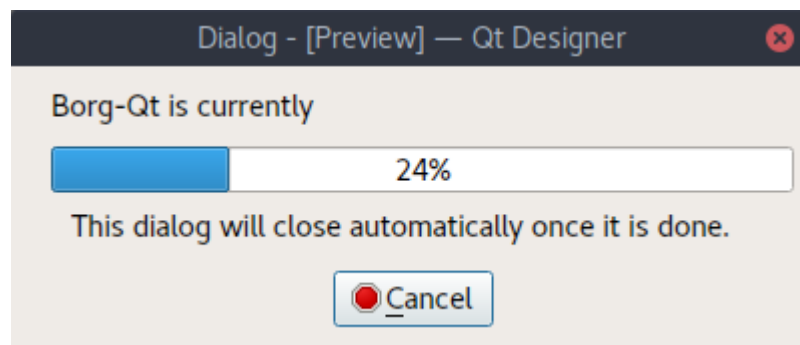 Dialog - [Preview] — Qt Designer
Borg-Qt is currently
24%
This dialog will close automatically once it is done.
Cancel